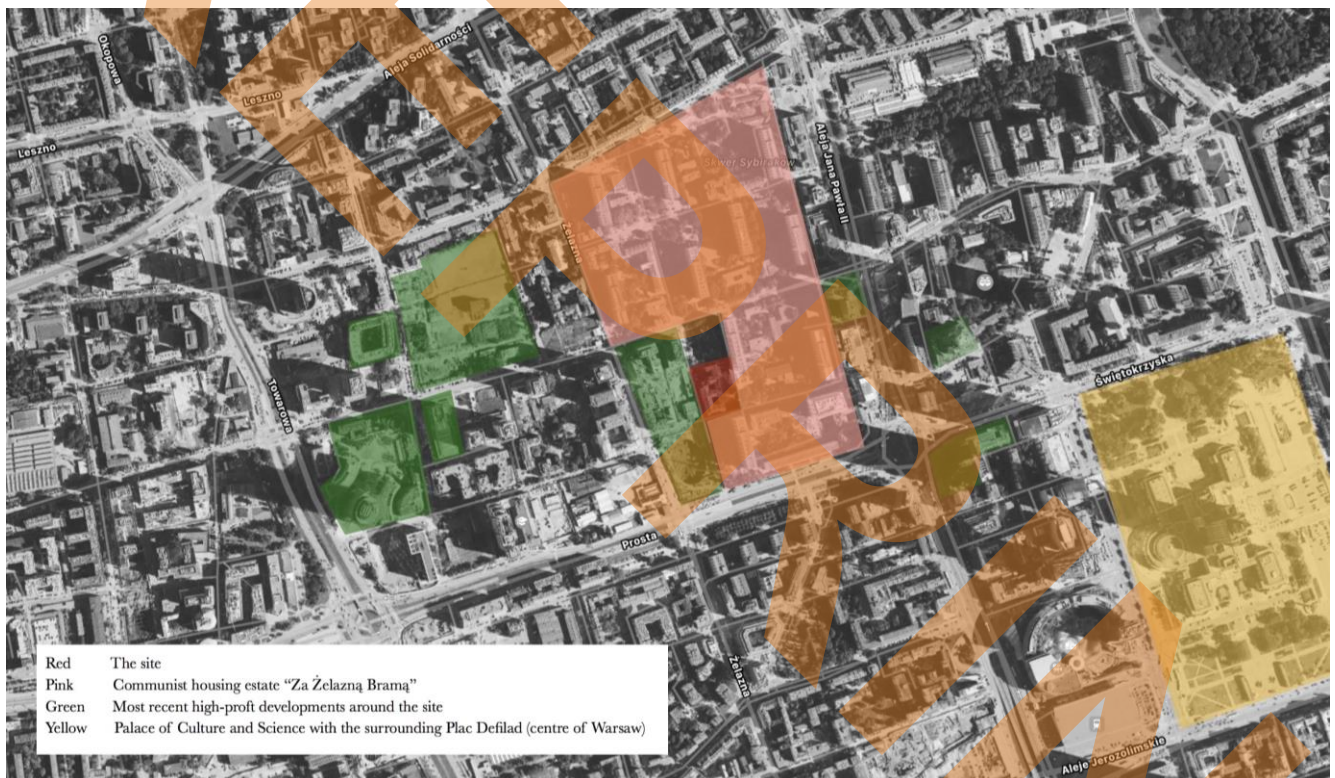 Okopowa
Aleja Solidarności
Leszno
Leszno
Skwer Sybiraków
Aleja Jana Pawła II
Żelazna
Towarowa
Świętokrzyska
Prosta
Żelazna
Aleje Jerozolimskie
Red The site
Pink Communist housing estate “Za Żelazną Bramą”
Green Most recent high-proft developments around the site
Yellow Palace of Culture and Science with the surrounding Plac Defilad (centre of Warsaw)